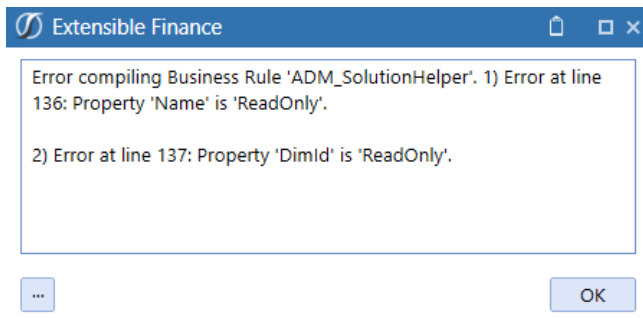 Extensible Finance
Error compiling Business Rule 'ADM_SolutionHelper'. 1) Error at line
136: Property 'Name' is 'ReadOnly'.
2) Error at line 137: Property 'DimId' is 'ReadOnly'.
...
OK